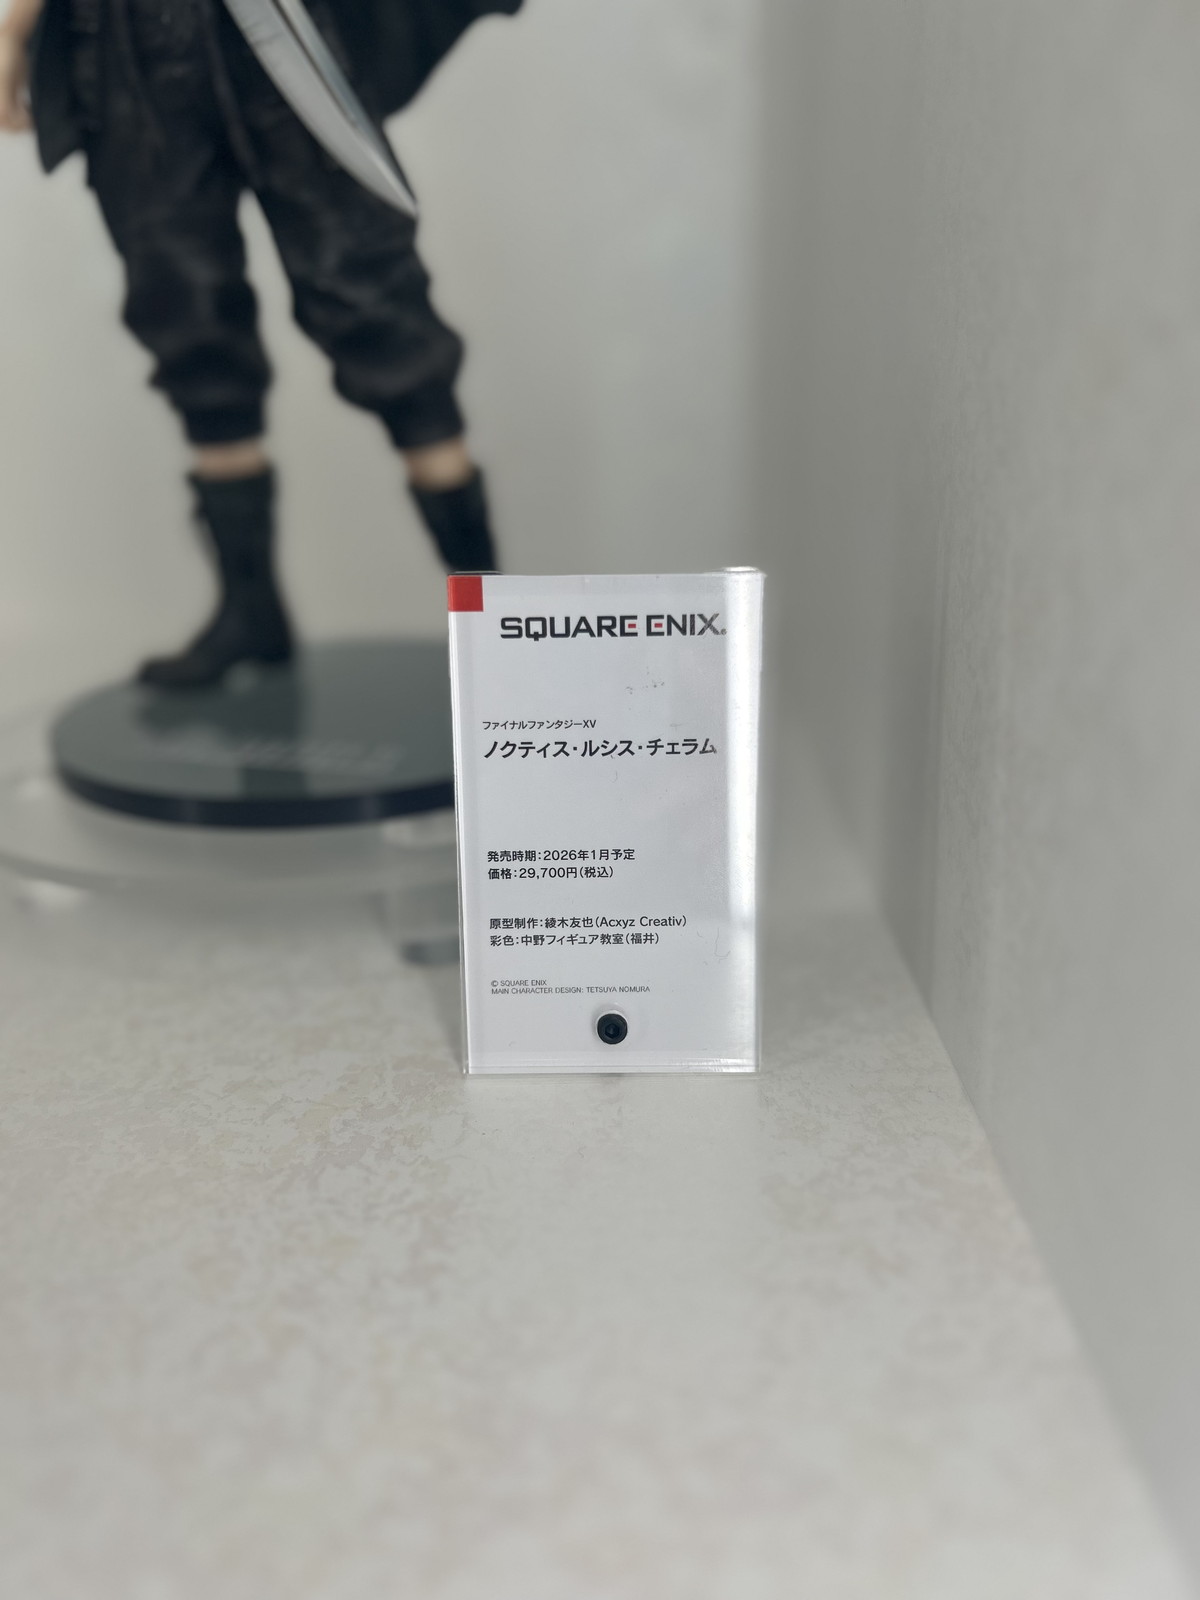 SQUARE ENIX®
ファイナルファンタジーXV
ノクティス・ルシス・チェラム
発売時期：2026年1月予定
価格：29,700円（税込）
原型制作：綾木友也（Acxyz Creativ）
彩色：中野フィギュア教室（福井）
© SQUARE ENIX
MAIN CHARACTER DESIGN: TETSUYA NOMURA